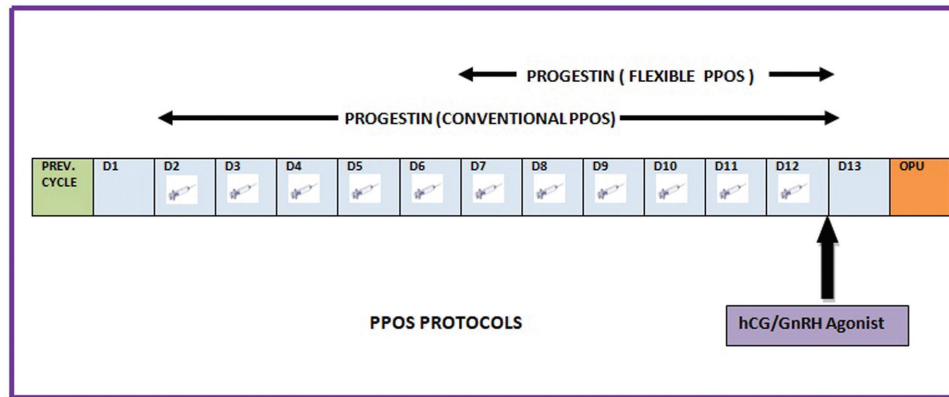 PROGESTIN ( FLEXIBLE PPOS )
PROGESTIN (CONVENTIONAL PPOS)
PREV. CYCLE D1 D2 D3 D4 D5 D6 D7 D8 D9 D10 D11 D12 D13 OPU
PPOS PROTOCOLS
hCG/GnRH Agonist